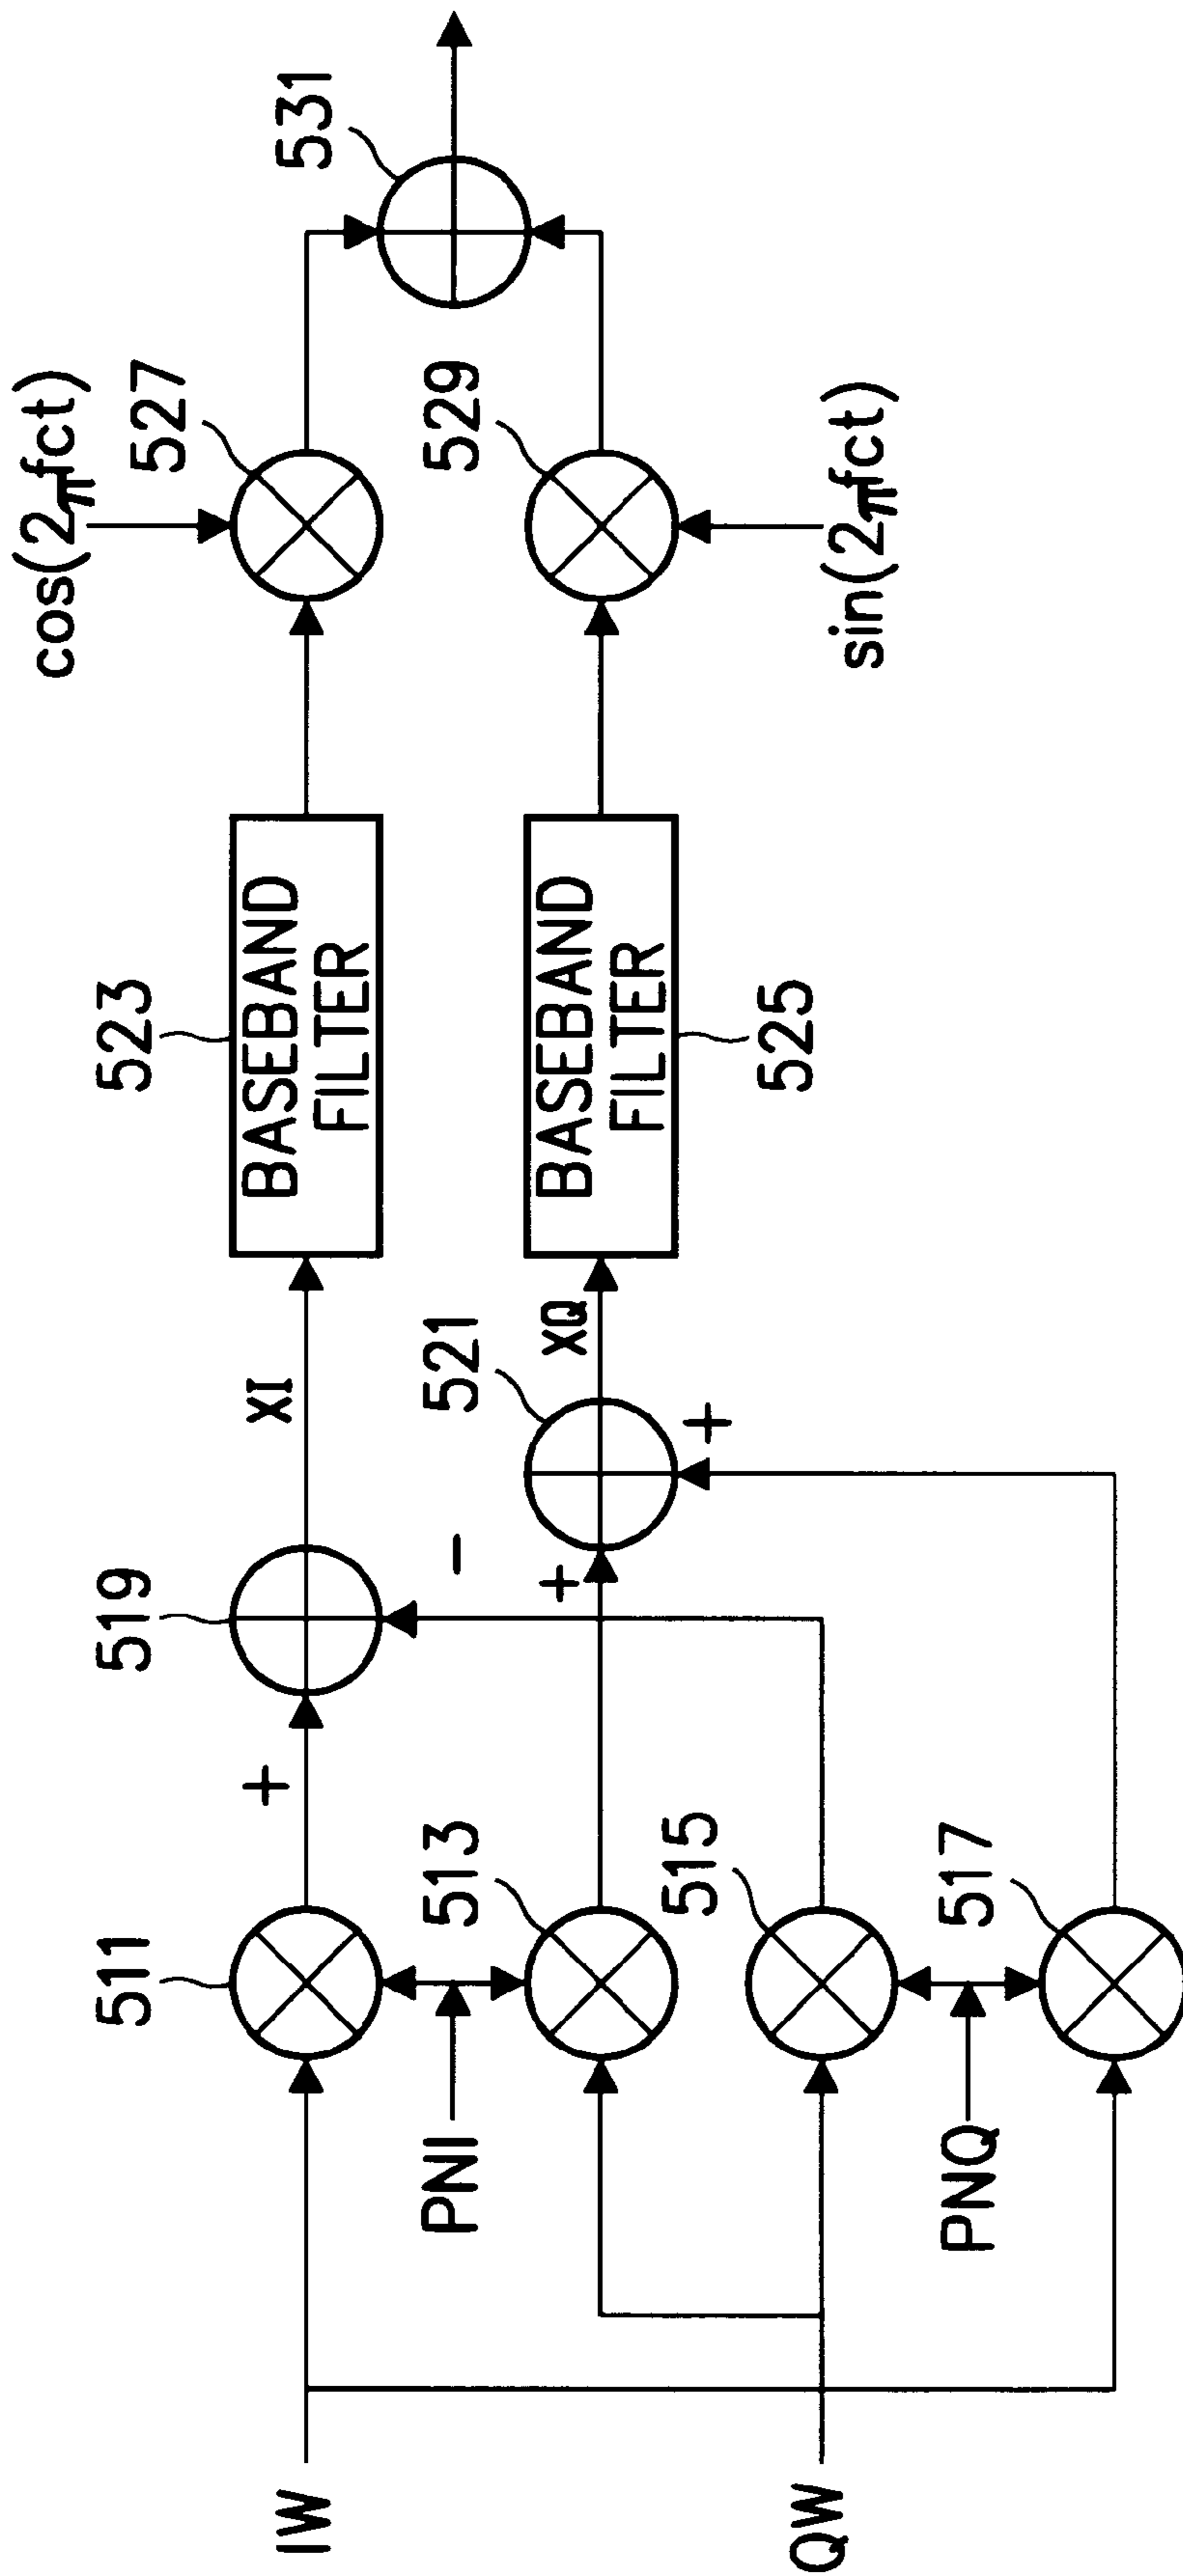 IW
QW
511
PNI
513
515
PNQ
517
+
519
-
+
521
+
XI
XQ
523
BASEBAND
FILTER
BASEBAND
FILTER
525
cos(2πfct)
527
529
sin(2πfct)
531